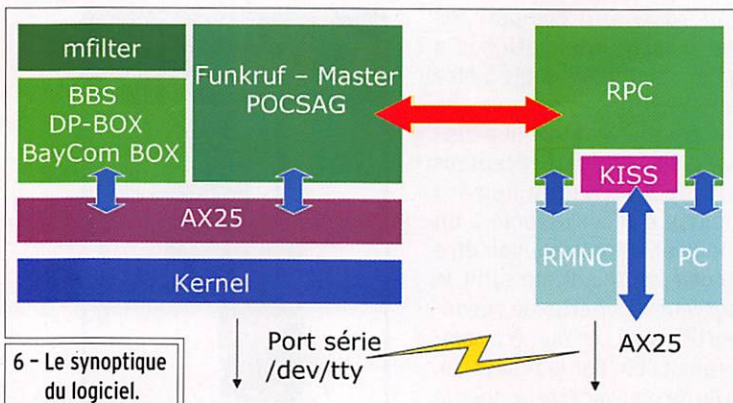 mfilter
BBS
DP-BOX
BayCom BOX
Funkruf – Master
POCSAG
AX25
Kernel
RPC
KISS
RMNC
PC
Port série
/dev/tty
AX25
6 – Le synoptique
du logiciel.